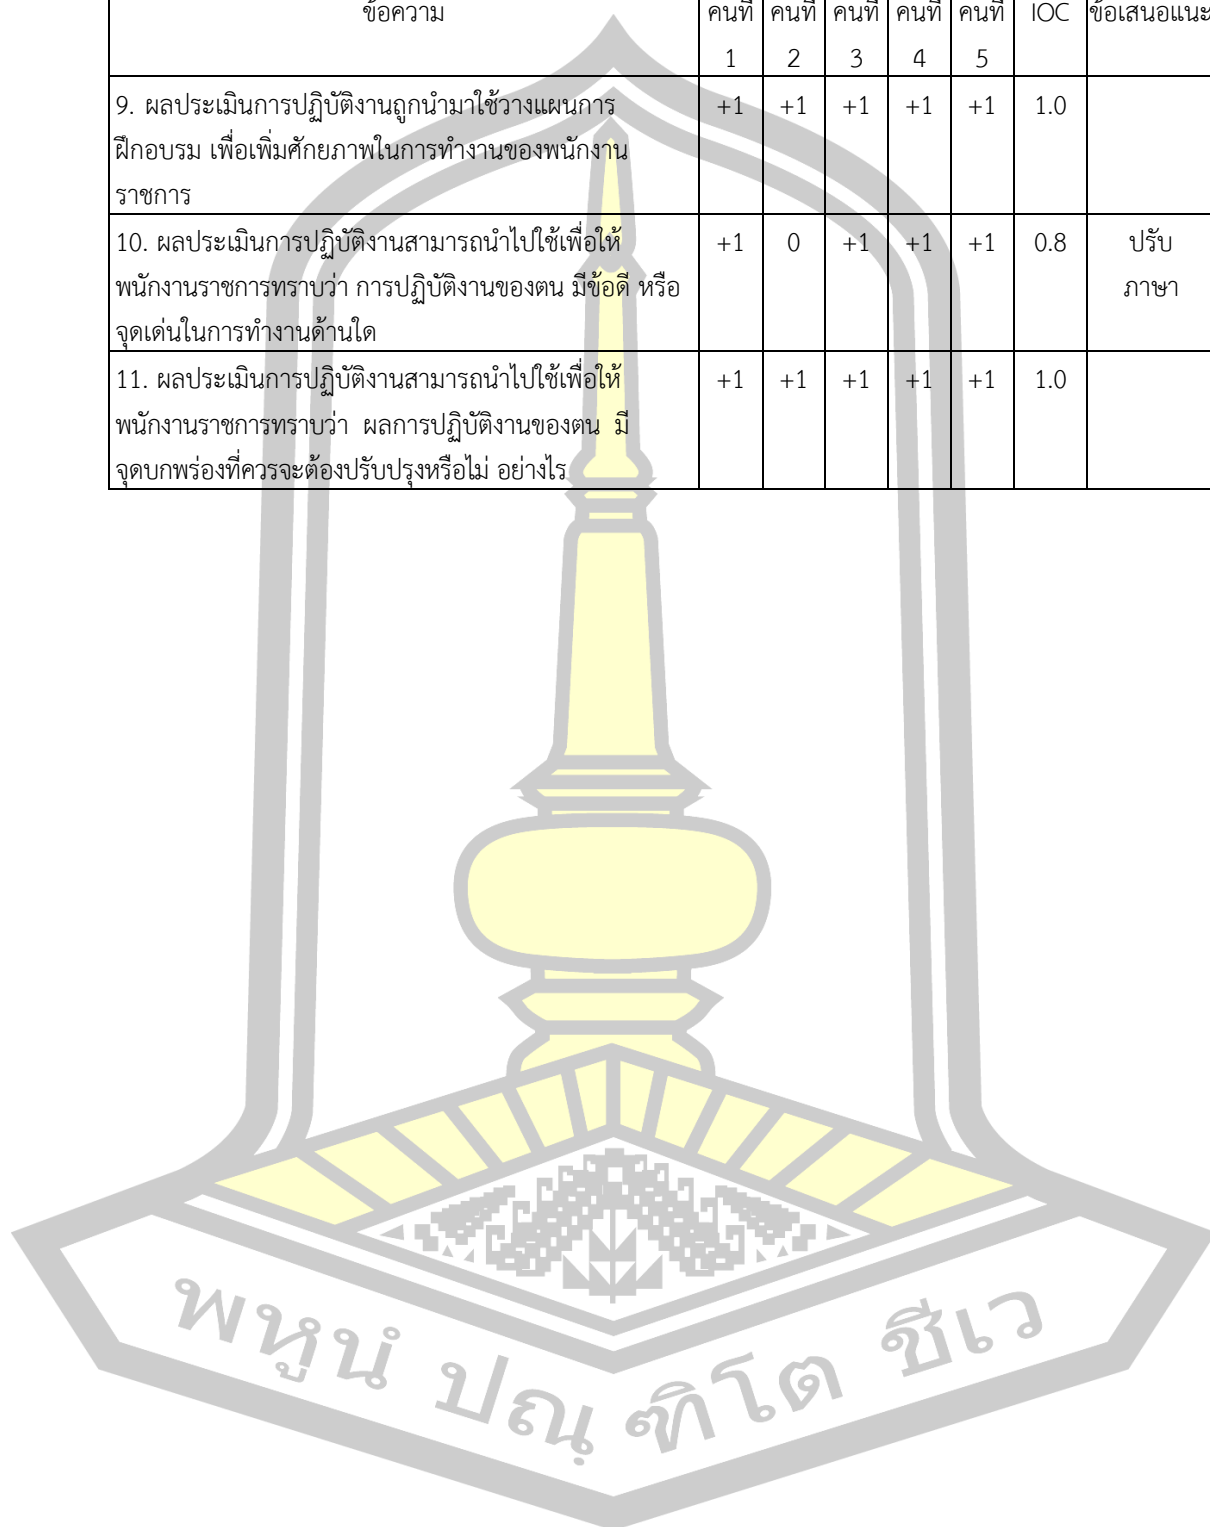 ข้อความ คนที่ คนที่ คนที่ คนที่ คนที่ IOC ข้อเสนอแนะ
1 2 3 4 5
9. ผลประเมินการปฏิบัติงานถูกนำมาใช้วางแผนการ +1 +1 +1 +1 +1 1.0
ฝึกอบรม เพื่อเพิ่มศักยภาพในการทำงานของพนักงาน
ราชการ
10. ผลประเมินการปฏิบัติงานสามารถนำไปใช้เพื่อให้ +1 0 +1 +1 +1 0.8 ปรับ
พนักงานราชการทราบว่า การปฏิบัติงานของตน มีข้อดี หรือ ภาษา
จุดเด่นในการทำงานด้านใด
11. ผลประเมินการปฏิบัติงานสามารถนำไปใช้เพื่อให้ +1 +1 +1 +1 +1 1.0
พนักงานราชการทราบว่า ผลการปฏิบัติงานของตน มี
จุดบกพร่องที่ควรจะต้องปรับปรุงหรือไม่ อย่างไร
พหูนํ ปณฺฑิโต ชีเว